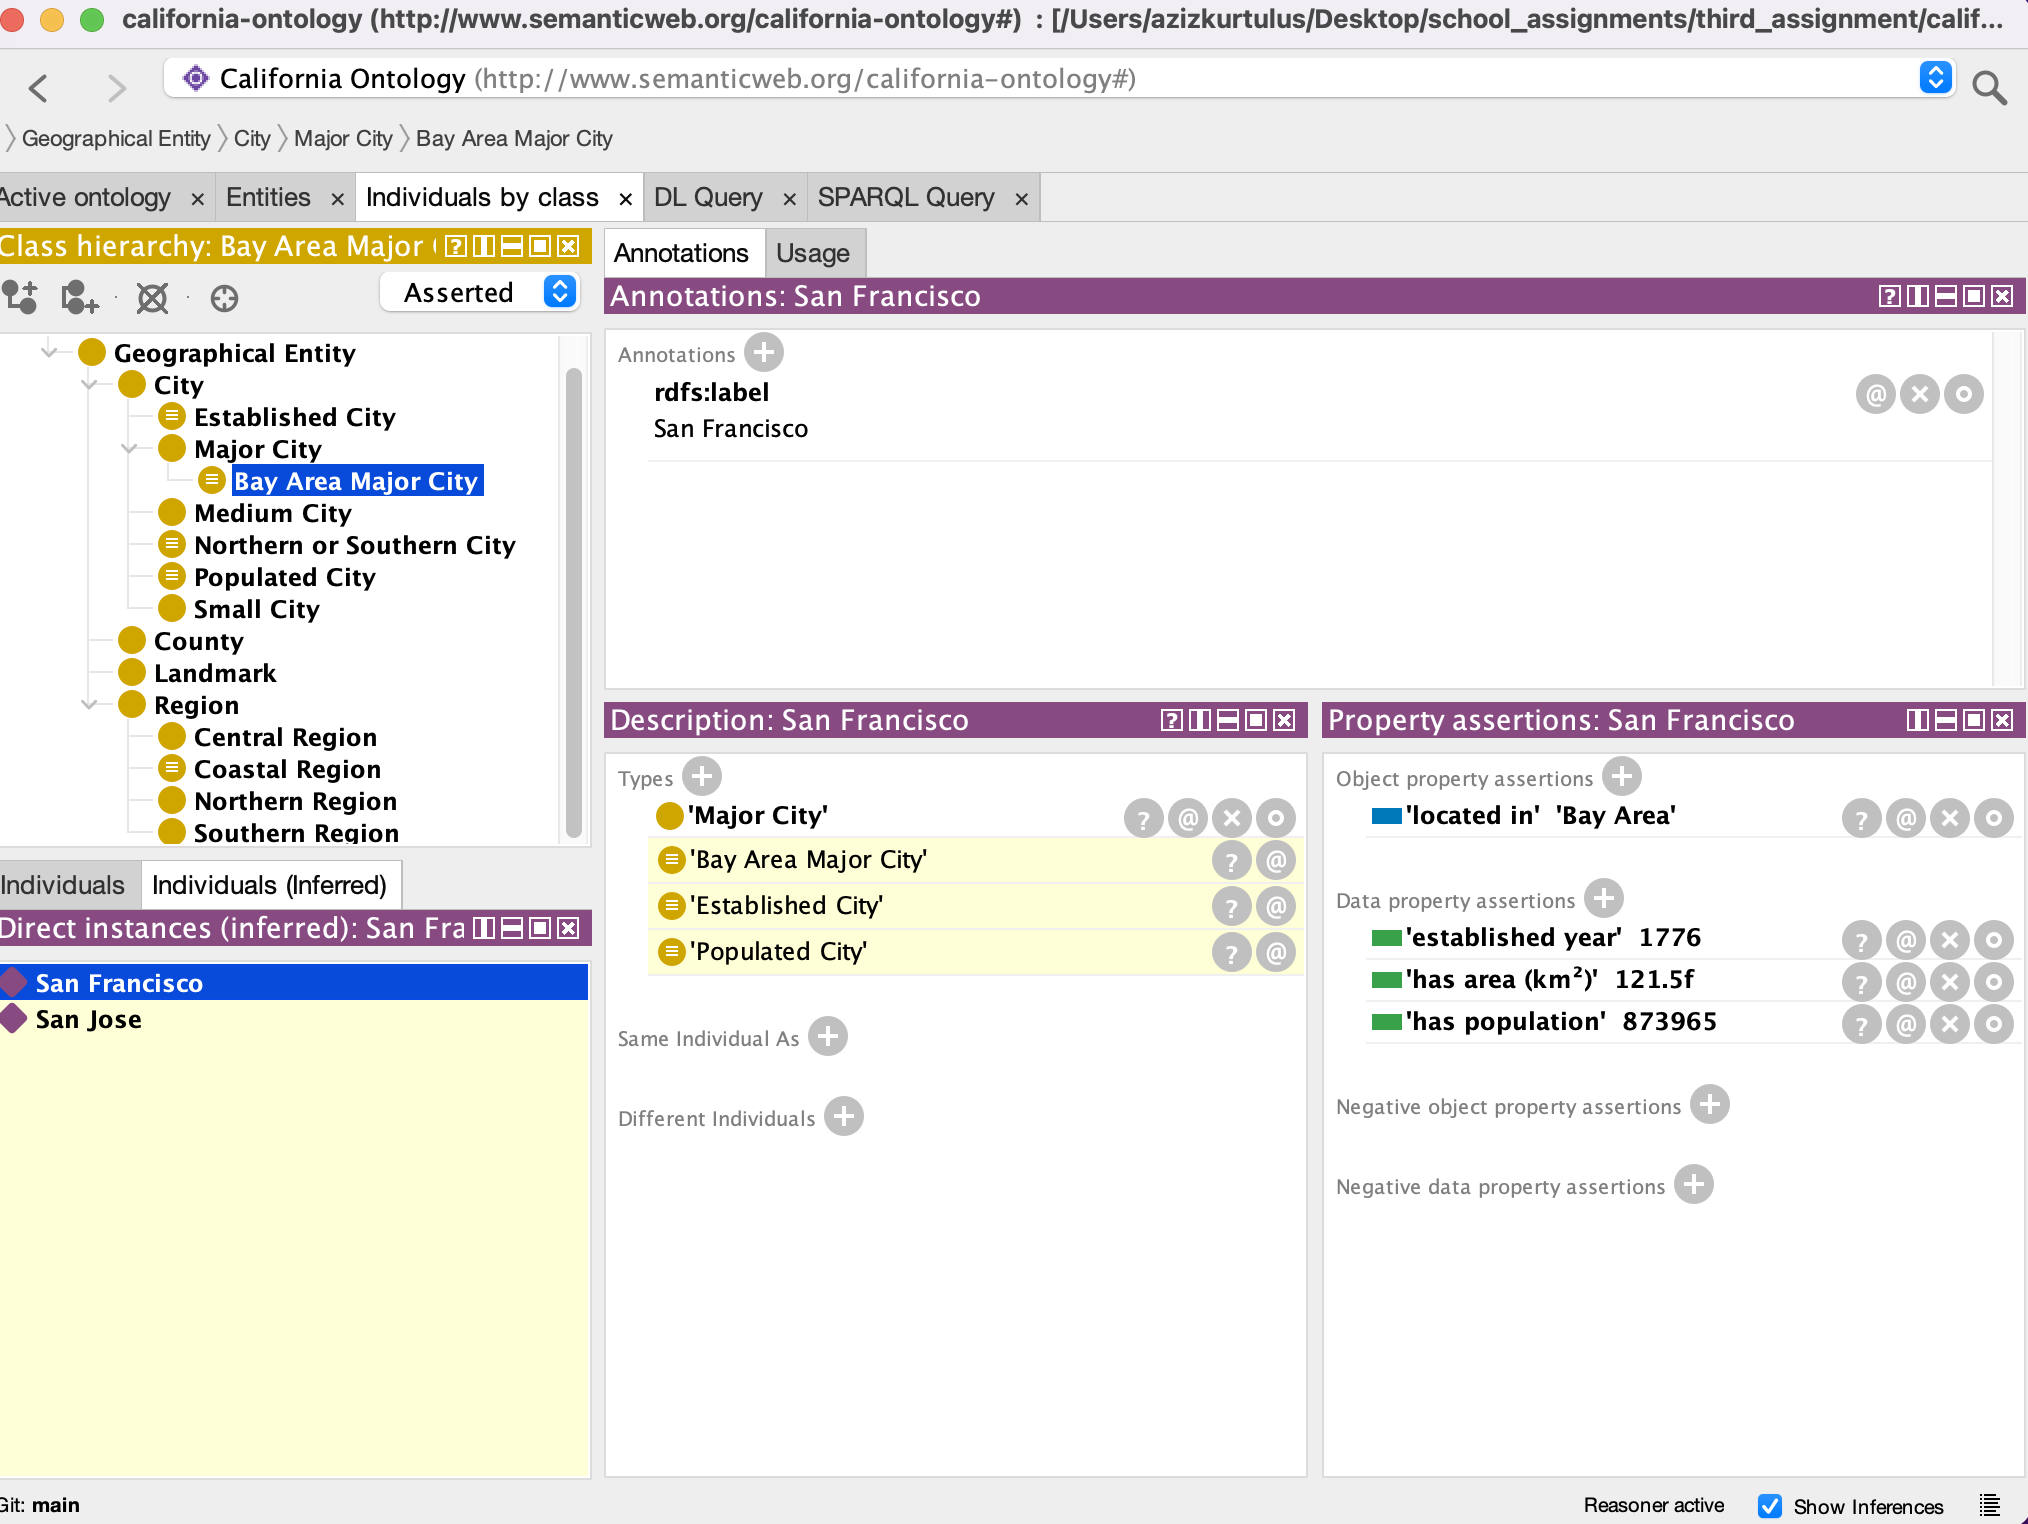 california-ontology (http://www.semanticweb.org/california-ontology#) : [/Users/azizkurtulus/Desktop/school_assignments/third_assignment/calif...
California Ontology (http://www.semanticweb.org/california-ontology#)
Geographical Entity City Major City Bay Area Major City
Active ontology × Entities × Individuals by class × DL Query × SPARQL Query ×
Class hierarchy: Bay Area Major
Asserted
Geographical Entity
City
Established City
Major City
Bay Area Major City
Medium City
Northern or Southern City
Populated City
Small City
County
Landmark
Region
Central Region
Coastal Region
Northern Region
Southern Region
Individuals Individuals (Inferred)
Direct instances (inferred): San Fra
San Francisco
San Jose
Annotations Usage
Annotations: San Francisco
Annotations
rdfs:label
San Francisco
Description: San Francisco
Types
'Major City'
'Bay Area Major City'
'Established City'
'Populated City'
Same Individual As
Different Individuals
Property assertions: San Francisco
Object property assertions
'located in' 'Bay Area'
Data property assertions
'established year' 1776
'has area (km²)' 121.5f
'has population' 873965
Negative object property assertions
Negative data property assertions
Git: main
Reasoner active Show Inferences